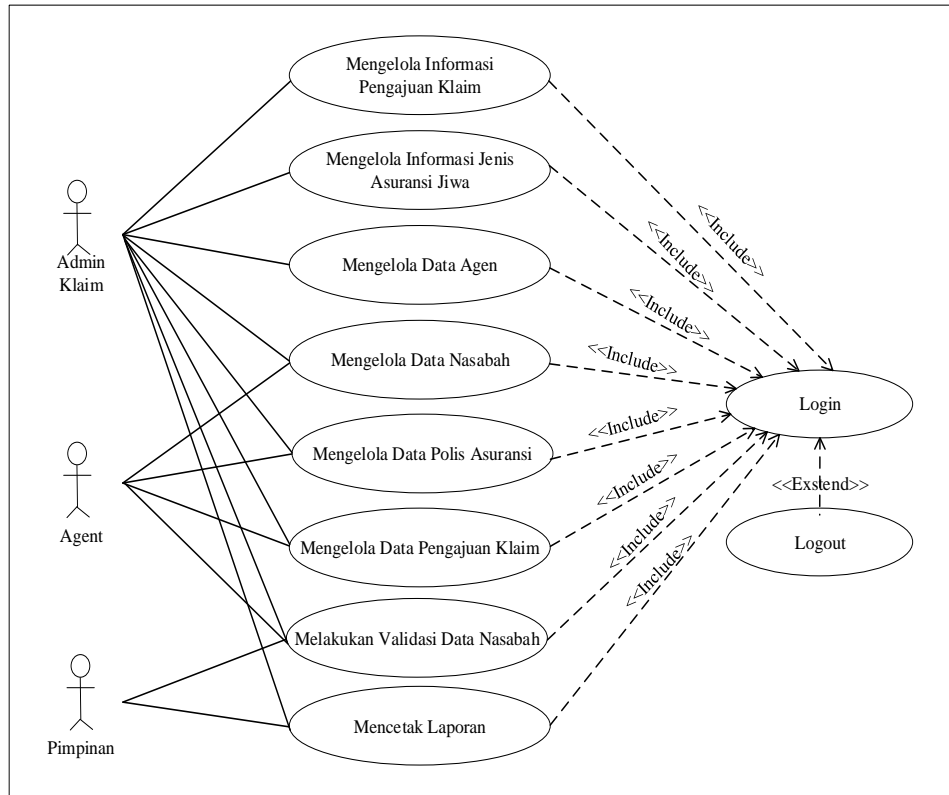 Mengelola Informasi
Pengajuan Klaim
Mengelola Informasi Jenis
Asuransi Jiwa
<<Include>>
<<Include>>
Admin
Klaim
Mengelola Data Agen
<<Include>>
Mengelola Data Nasabah
<<Include>>
Login
<<Include>>
Mengelola Data Polis Asuransi
<<Include>>
<<Exstend>>
Agent
Mengelola Data Pengajuan Klaim
<<Include>>
Logout
<<Include>>
Melakukan Validasi Data Nasabah
Pimpinan
Mencetak Laporan